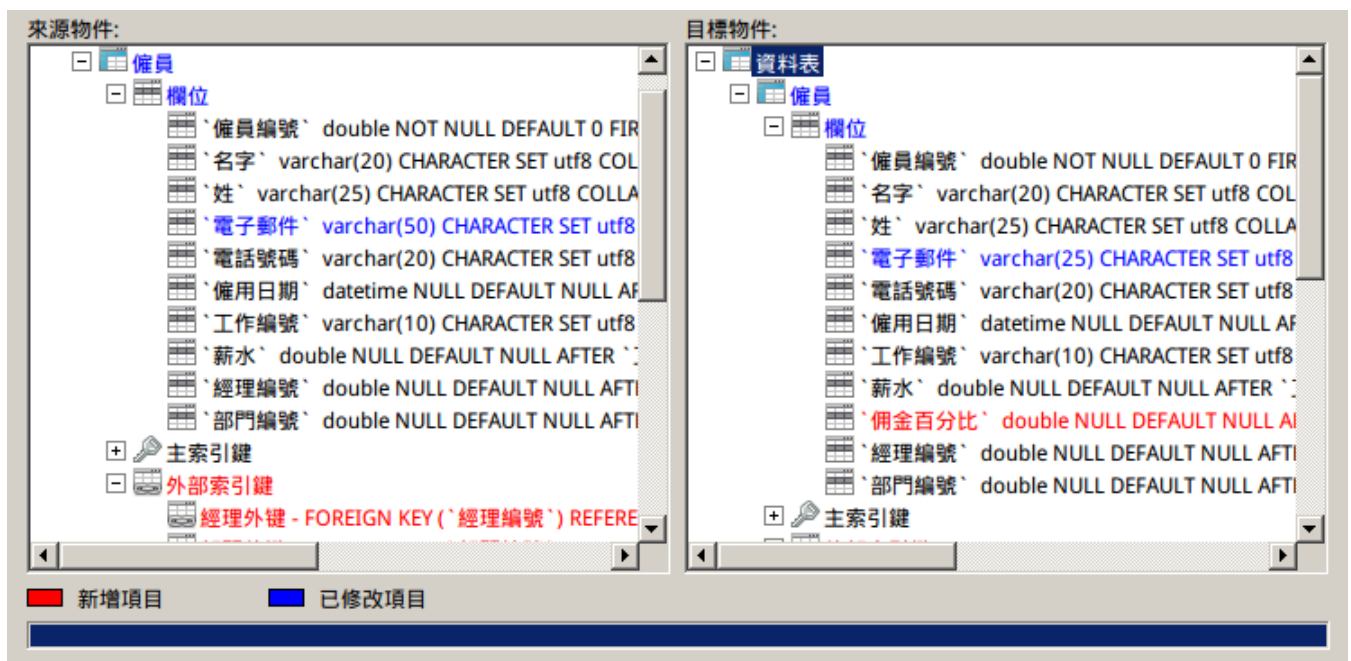 來源物件:
僱員
欄位
`僱員編號` double NOT NULL DEFAULT 0 FIR
`名字` varchar(20) CHARACTER SET utf8 COL
`姓` varchar(25) CHARACTER SET utf8 COLLA
`電子郵件` varchar(50) CHARACTER SET utf8
`電話號碼` varchar(20) CHARACTER SET utf8
`僱用日期` datetime NULL DEFAULT NULL AF
`工作編號` varchar(10) CHARACTER SET utf8
`薪水` double NULL DEFAULT NULL AFTER `
`經理編號` double NULL DEFAULT NULL AFTE
`部門編號` double NULL DEFAULT NULL AFTE
主索引鍵
外部索引鍵
經理外键 - FOREIGN KEY (`經理編號`) REFERE
目標物件:
資料表
僱員
欄位
`僱員編號` double NOT NULL DEFAULT 0 FIR
`名字` varchar(20) CHARACTER SET utf8 COL
`姓` varchar(25) CHARACTER SET utf8 COLLA
`電子郵件` varchar(25) CHARACTER SET utf8
`電話號碼` varchar(20) CHARACTER SET utf8
`僱用日期` datetime NULL DEFAULT NULL AF
`工作編號` varchar(10) CHARACTER SET utf8
`薪水` double NULL DEFAULT NULL AFTER `
`佣金百分比` double NULL DEFAULT NULL A
`經理編號` double NULL DEFAULT NULL AFTE
`部門編號` double NULL DEFAULT NULL AFTE
主索引鍵
新增項目
已修改項目